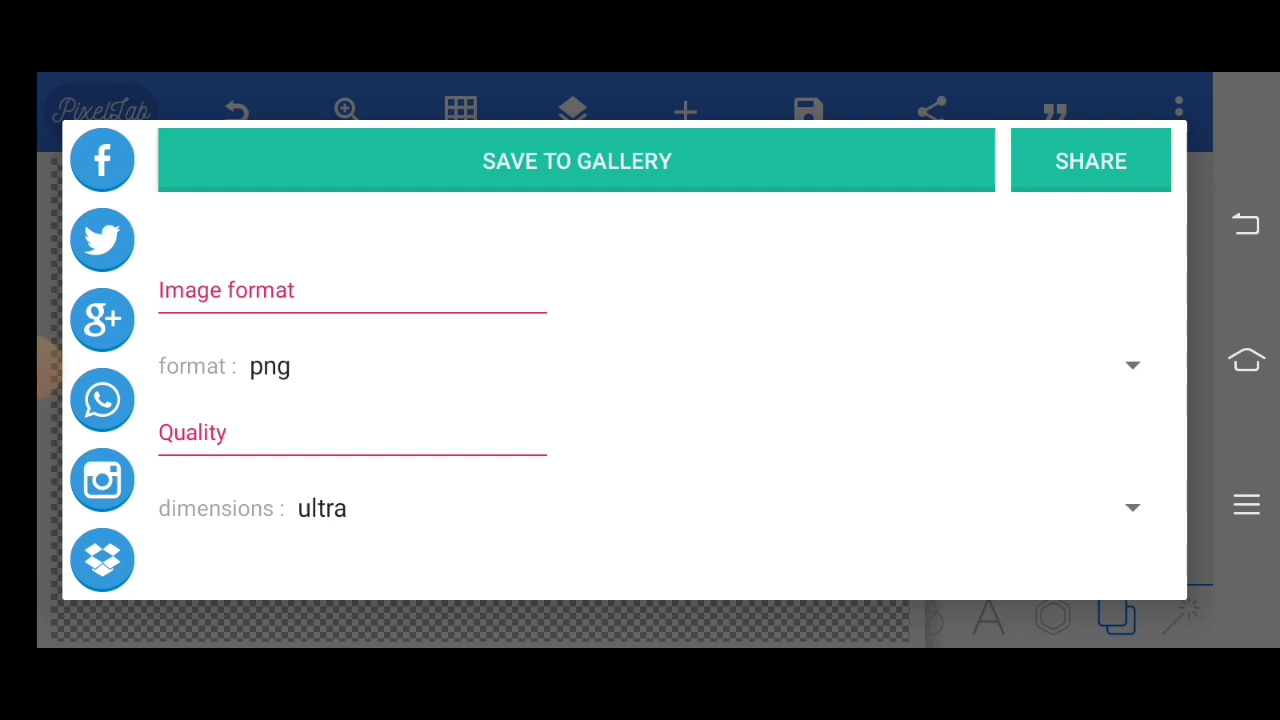 PixelLab
SAVE TO GALLERY
SHARE
Image format
format : png
Quality
dimensions : ultra